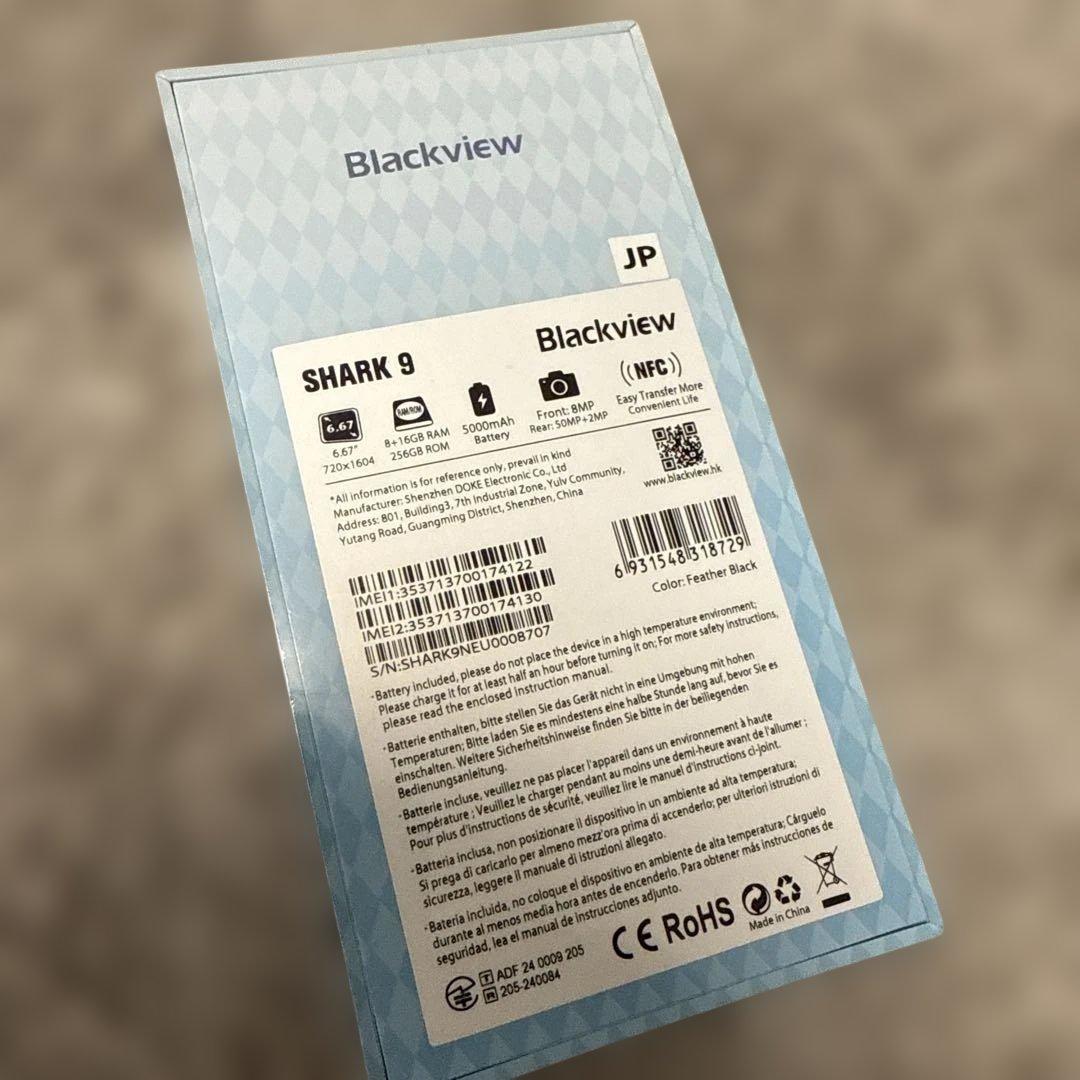 Blackview
JP
Blackview
SHARK 9
6.67
6.67"
720x1604
RAM/ROM
8+16GB RAM
256GB ROM
5000mAh
Battery
Front: 8MP
Rear: 50MP+2MP
((NFC))
Easy Transfer More
Convenient Life
*All information is for reference only, prevail in kind
Manufacturer: Shenzhen DOKE Electronic Co., Ltd
Address: 801, Building3, 7th Industrial Zone, Yulv Community,
Yutang Road, Guangming District, Shenzhen, China
www.blackview.hk
IMEI1:353713700174122
IMEI2:353713700174130
S/N:SHARK9NEU0008707
6 931548 318729
Color: Feather Black
·Battery included, please do not place the device in a high temperature environment;
Please charge it for at least half an hour before turning it on; For more safety instructions,
please read the enclosed instruction manual.
·Batterie enthalten, bitte stellen Sie das Gerät nicht in eine Umgebung mit hohen
Temperaturen; Bitte laden Sie es mindestens eine halbe Stunde lang auf, bevor Sie es
einschalten. Weitere Sicherheitshinweise finden Sie bitte in der beiliegenden
Bedienungsanleitung.
·Batterie incluse, veuillez ne pas placer l'appareil dans un environnement à haute
température ; Veuillez le charger pendant au moins une demi-heure avant de l'allumer ;
Pour plus d'instructions de sécurité, veuillez lire le manuel d'instructions ci-joint.
·Batteria inclusa, non posizionare il dispositivo in un ambiente ad alta temperatura;
Si prega di caricarlo per almeno mezz'ora prima di accenderlo; per ulteriori istruzioni di
sicurezza, leggere il manuale di istruzioni allegato.
·Batería incluida, no coloque el dispositivo en ambiente de alta temperatura; Cárguelo
durante al menos media hora antes de encenderlo. Para obtener más instrucciones de
seguridad, lea el manual de instrucciones adjunto.
CE RoHS
Made in China
T ADF 24 0009 205
R 205-240084